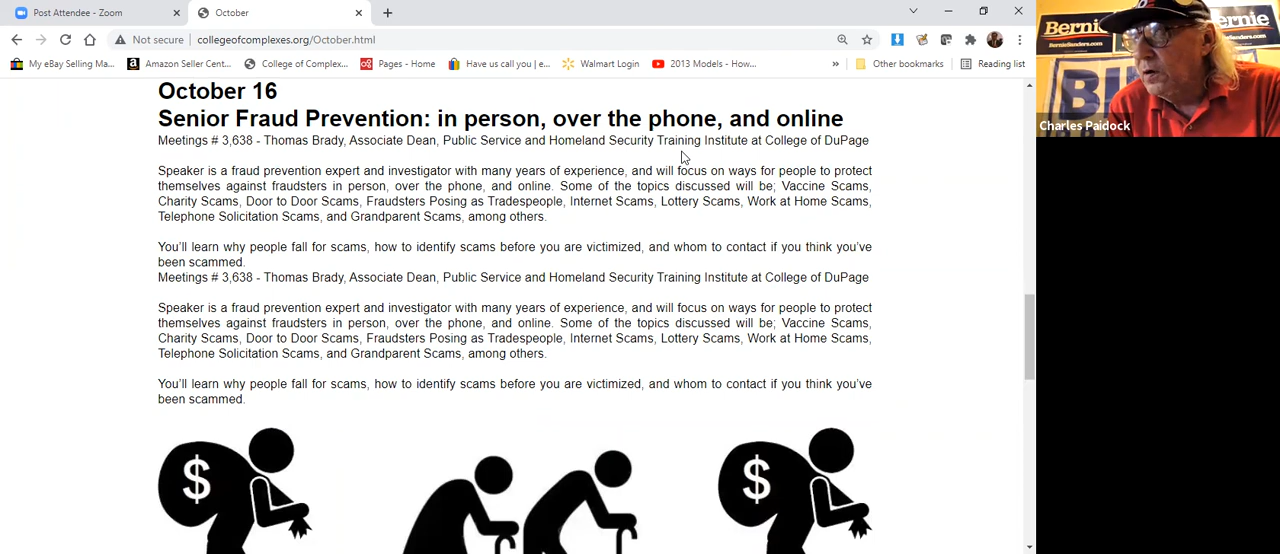 Post Attendee - Zoom
October
Not secure
collegeofcomplexes.org/October.html
My eBay Selling Ma...
Amazon Seller Cent...
College of Complex...
Pages - Home
Have us call you | e...
Walmart Login
2013 Models - How...
»
Other bookmarks
Reading list
October 16
Senior Fraud Prevention: in person, over the phone, and online
Meetings # 3,638 - Thomas Brady, Associate Dean, Public Service and Homeland Security Training Institute at College of DuPage
Speaker is a fraud prevention expert and investigator with many years of experience, and will focus on ways for people to protect
themselves against fraudsters in person, over the phone, and online. Some of the topics discussed will be; Vaccine Scams,
Charity Scams, Door to Door Scams, Fraudsters Posing as Tradespeople, Internet Scams, Lottery Scams, Work at Home Scams,
Telephone Solicitation Scams, and Grandparent Scams, among others.
You'll learn why people fall for scams, how to identify scams before you are victimized, and whom to contact if you think you've
been scammed.
Meetings # 3,638 - Thomas Brady, Associate Dean, Public Service and Homeland Security Training Institute at College of DuPage
Speaker is a fraud prevention expert and investigator with many years of experience, and will focus on ways for people to protect
themselves against fraudsters in person, over the phone, and online. Some of the topics discussed will be; Vaccine Scams,
Charity Scams, Door to Door Scams, Fraudsters Posing as Tradespeople, Internet Scams, Lottery Scams, Work at Home Scams,
Telephone Solicitation Scams, and Grandparent Scams, among others.
You'll learn why people fall for scams, how to identify scams before you are victimized, and whom to contact if you think you've
been scammed.
$
$
Bernie
BernieSanders.com
ernie
Charles Paidock